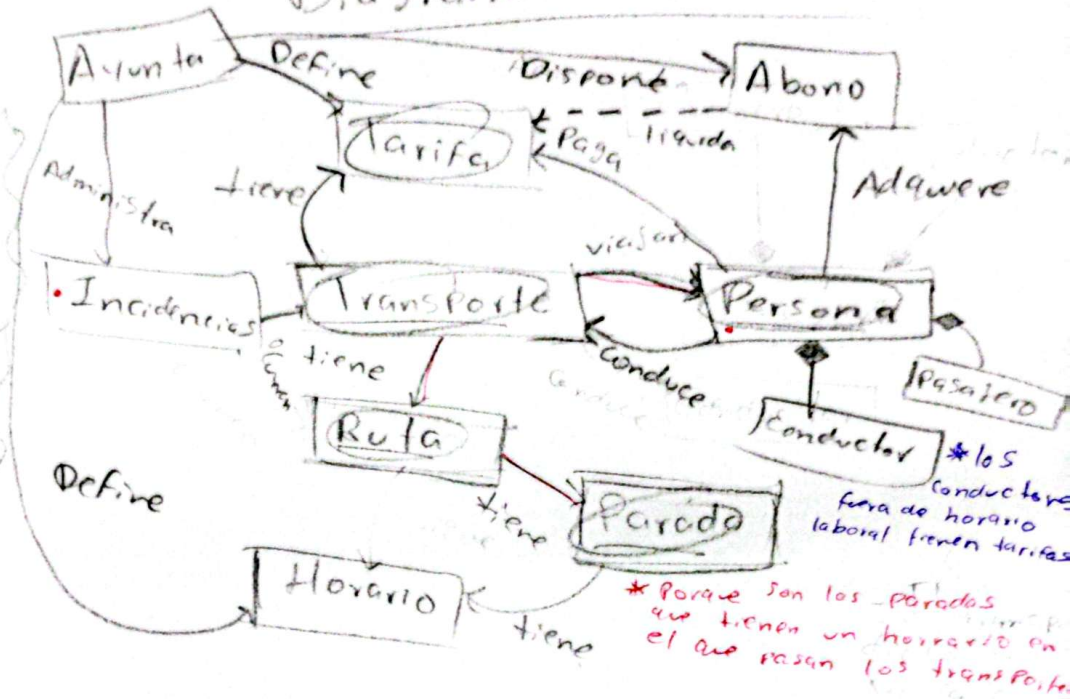 Diagram
Ayunta
Define
Dispone
Abono
Tarifa
Paga
liquida
Administra
tiene
Adquiere
viajan
Incidencias
Transporte
Persona
tiene
Conduce
Pasajero
Ruta
Conductor
* los
conductores
fuera de horario
laboral tienen tarifas
Define
tiene
Parada
Horario
tiene
* Porque son las paradas
que tienen un horrario en
el que pasan los transportes